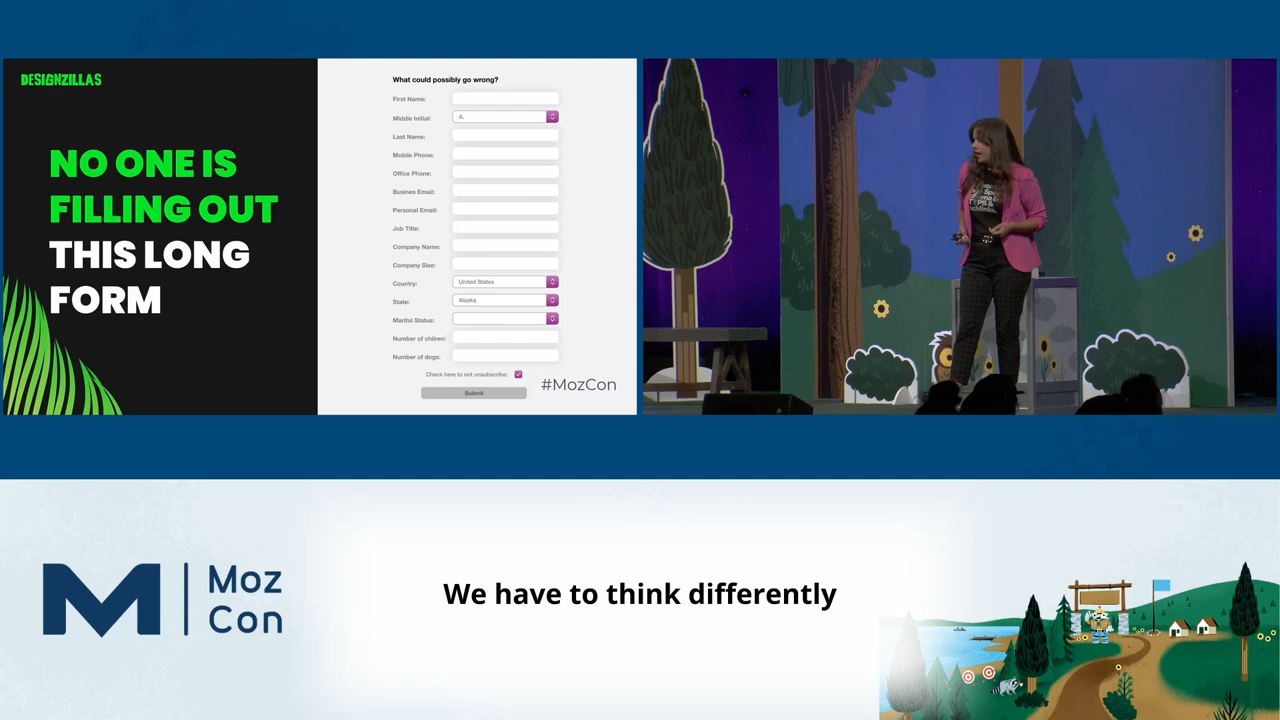 DESIGNZILLAS
NO ONE IS
FILLING OUT
THIS LONG
FORM
What could possibly go wrong?
First Name:
Middle Initial: A.
Last Name:
Mobile Phone:
Office Phone:
Busines Email:
Personal Email:
Job Title:
Company Name:
Company Size:
Country: United States
State: Alaska
Marital Status:
Number of chilren:
Number of dogs:
Check here to not unsubscribe:
Submit
#MozCon
Moz
Con
We have to think differently